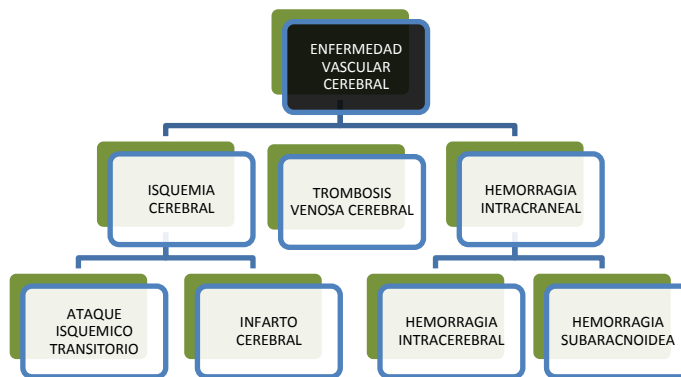 ENFERMEDAD
VASCULAR
CEREBRAL
ISQUEMIA
CEREBRAL
TROMBOSIS
VENOSA CEREBRAL
HEMORRAGIA
INTRACRANEAL
ATAQUE
ISQUEMICO
TRANSITORIO
INFARTO
CEREBRAL
HEMORRAGIA
INTRACEREBRAL
HEMORRAGIA
SUBARACNOIDEA